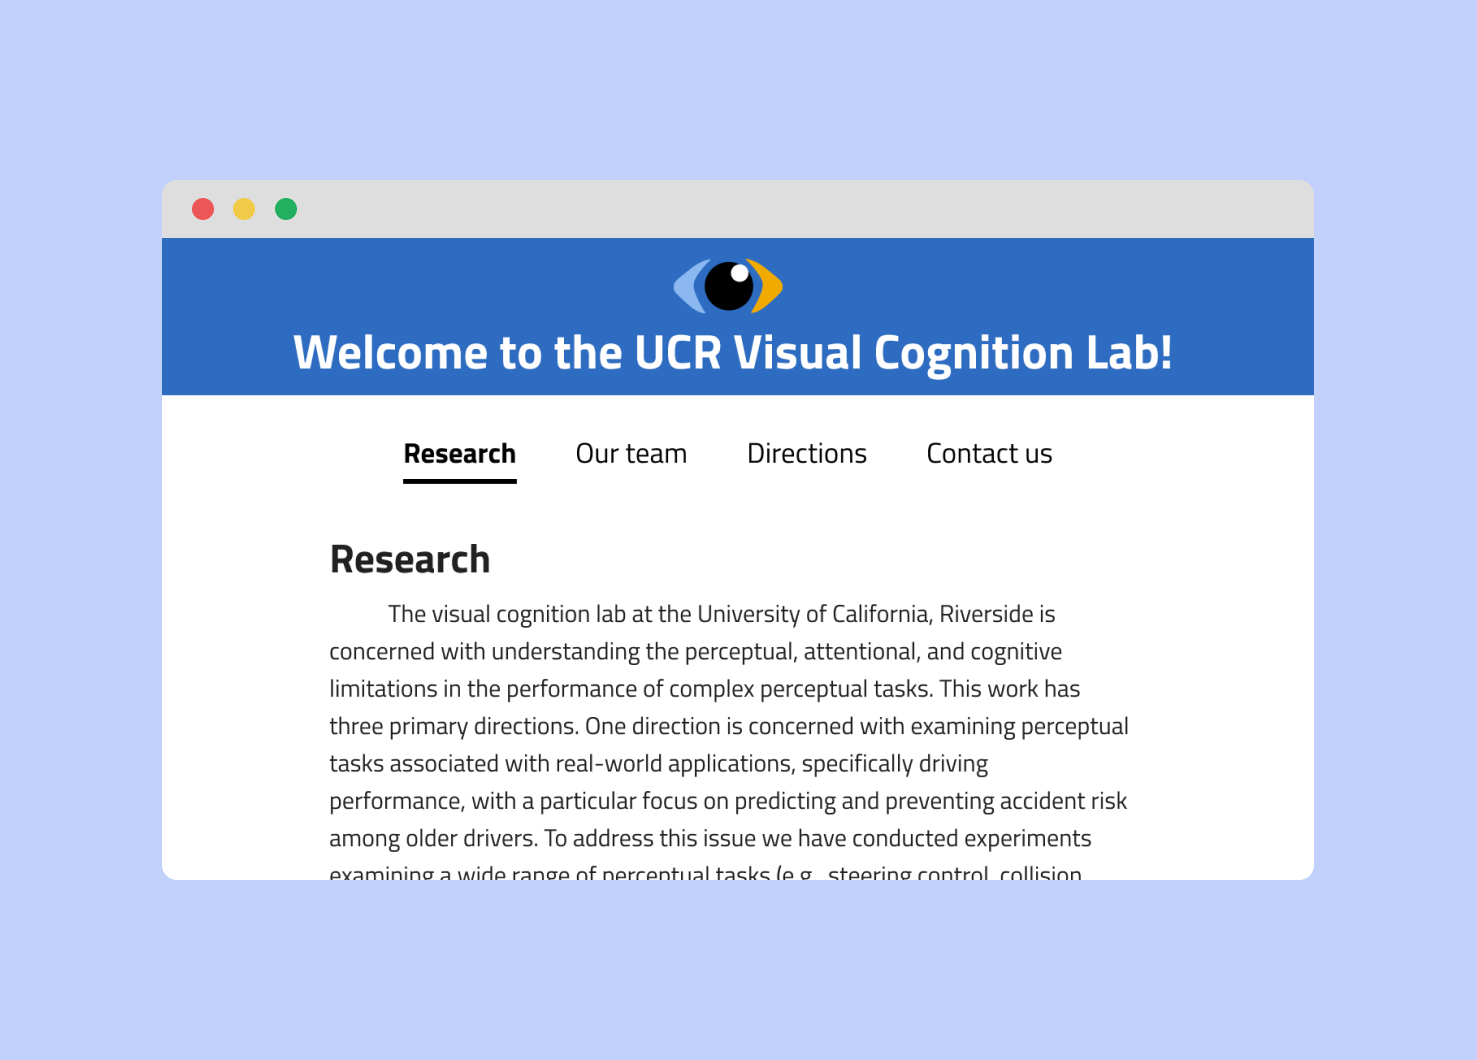 Welcome to the UCR Visual Cognition Lab!
Research Our team Directions Contact us
Research
The visual cognition lab at the University of California, Riverside is
concerned with understanding the perceptual, attentional, and cognitive
limitations in the performance of complex perceptual tasks. This work has
three primary directions. One direction is concerned with examining perceptual
tasks associated with real-world applications, specifically driving
performance, with a particular focus on predicting and preventing accident risk
among older drivers. To address this issue we have conducted experiments
examining a wide range of perceptual tasks (e.g., steering control, collision